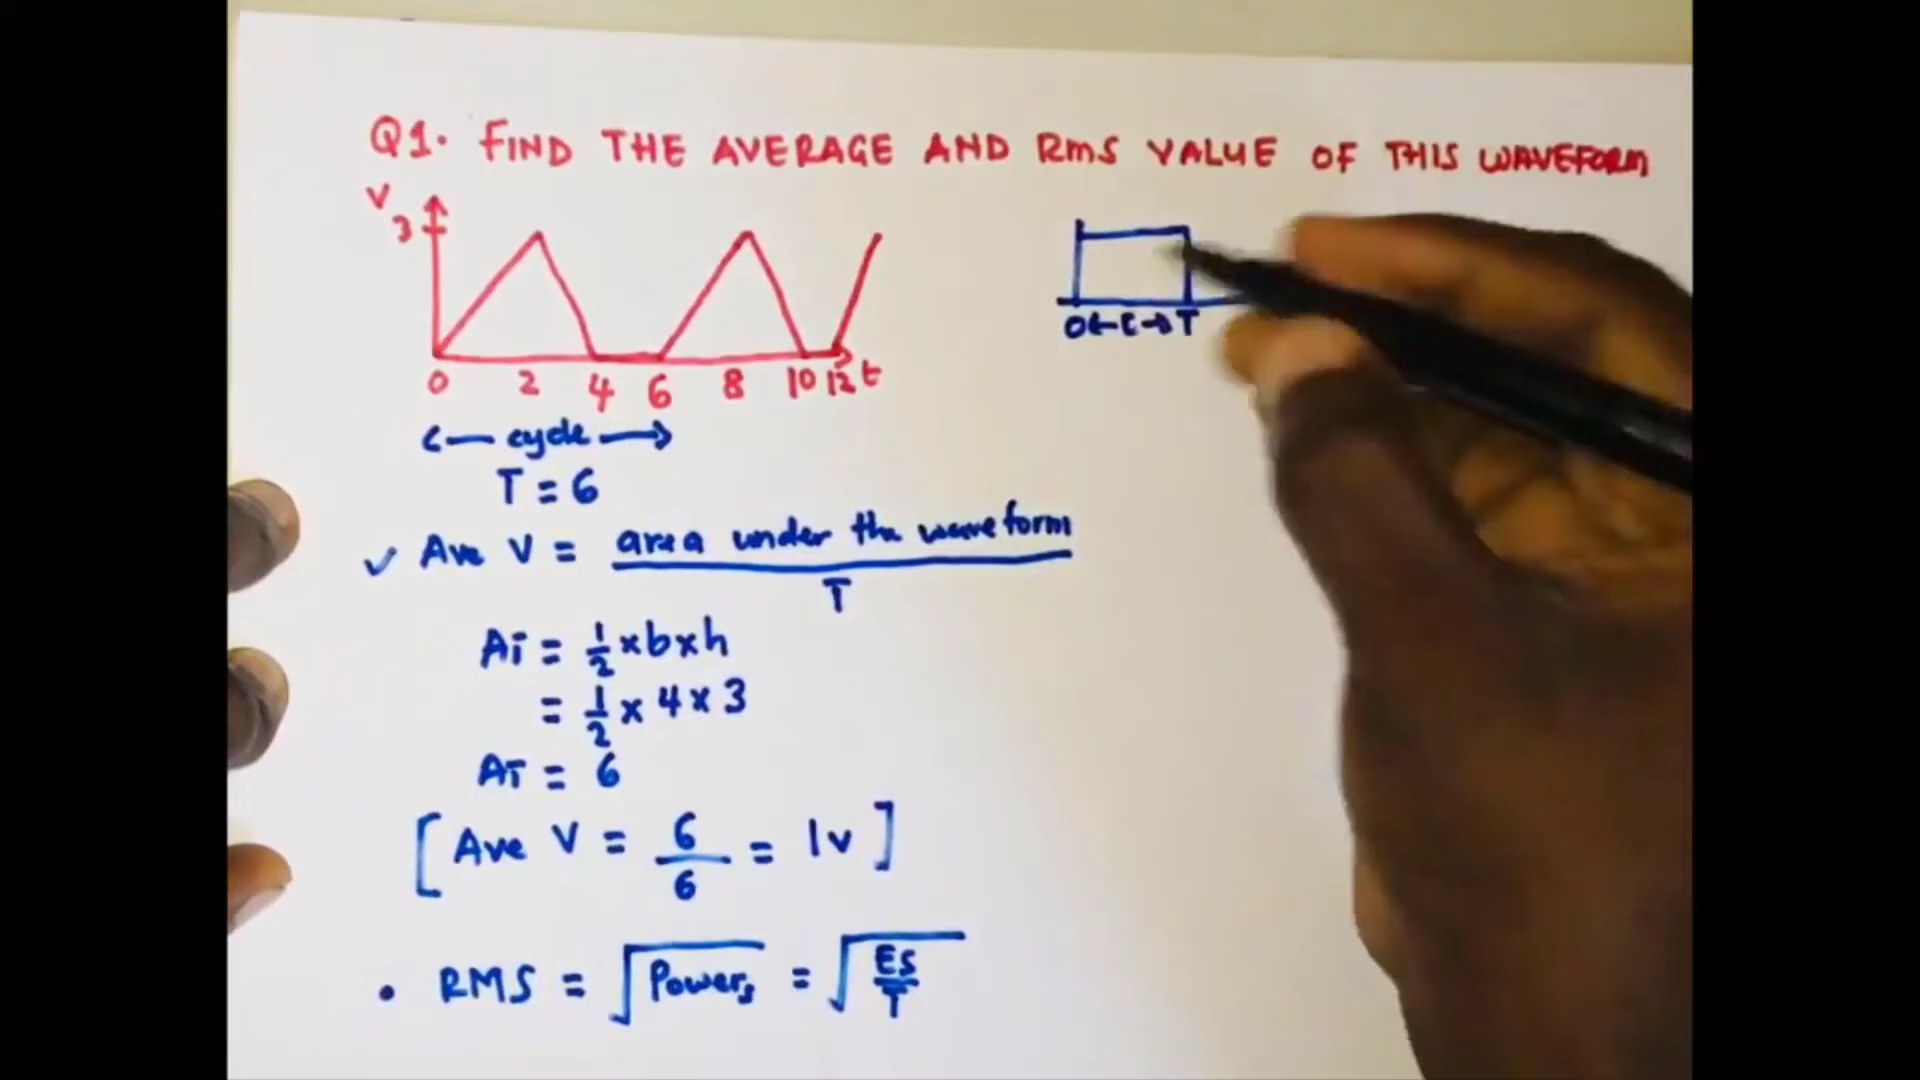 Q1. FIND THE AVERAGE AND RMS VALUE OF THIS WAVEFORM
V
3
0 2 4 6 8 10 12 t
0 ← t → T
← cycle →
T = 6
✓ Ave V = area under the waveform / T
AT = 1/2 × b × h
= 1/2 × 4 × 3
AT = 6
[Ave V = 6/6 = 1v]
• RMS = √Powers = √Es/T